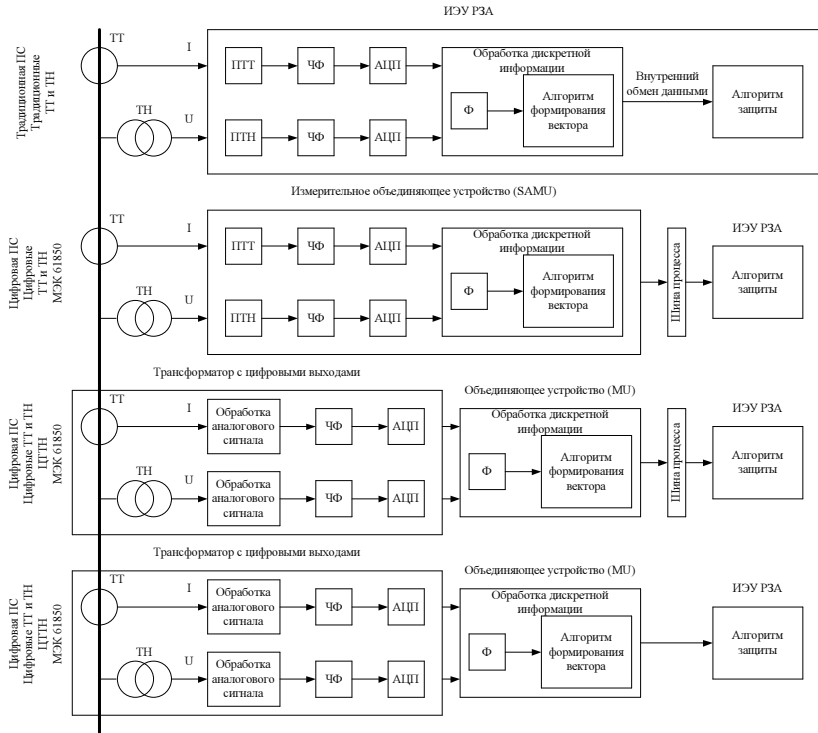 ИЭУ РЗА
Традиционная ПС
Традиционные
ТТ и ТН
ТТ
I
ПТТ
ЧФ
АЦП
Обработка дискретной
информации
Ф
Алгоритм
формирования
вектора
Внутренний
обмен данными
Алгоритм
защиты
ТН
U
ПТН
ЧФ
АЦП
Измерительное объединяющее устройство (SAMU)
Цифровая ПС
Цифровые
ТТ и ТН
МЭК 61850
ТТ
I
ПТТ
ЧФ
АЦП
Обработка дискретной
информации
Ф
Алгоритм
формирования
вектора
Шина процесса
ИЭУ РЗА
Алгоритм
защиты
ТН
U
ПТН
ЧФ
АЦП
Трансформатор с цифровыми выходами
Цифровая ПС
Цифровые ТТ и ТН
ЦТТН
МЭК 61850
ТТ
I
Обработка
аналогового
сигнала
ЧФ
АЦП
Объединяющее устройство (MU)
Обработка дискретной
информации
Ф
Алгоритм
формирования
вектора
Шина процесса
ИЭУ РЗА
Алгоритм
защиты
ТН
U
Обработка
аналогового
сигнала
ЧФ
АЦП
Трансформатор с цифровыми выходами
Цифровая ПС
Цифровые ТТ и ТН
ЦТТН
МЭК 61850
ТТ
I
Обработка
аналогового
сигнала
ЧФ
АЦП
Объединяющее устройство (MU)
Обработка дискретной
информации
Ф
Алгоритм
формирования
вектора
ИЭУ РЗА
Алгоритм
защиты
ТН
U
Обработка
аналогового
сигнала
ЧФ
АЦП